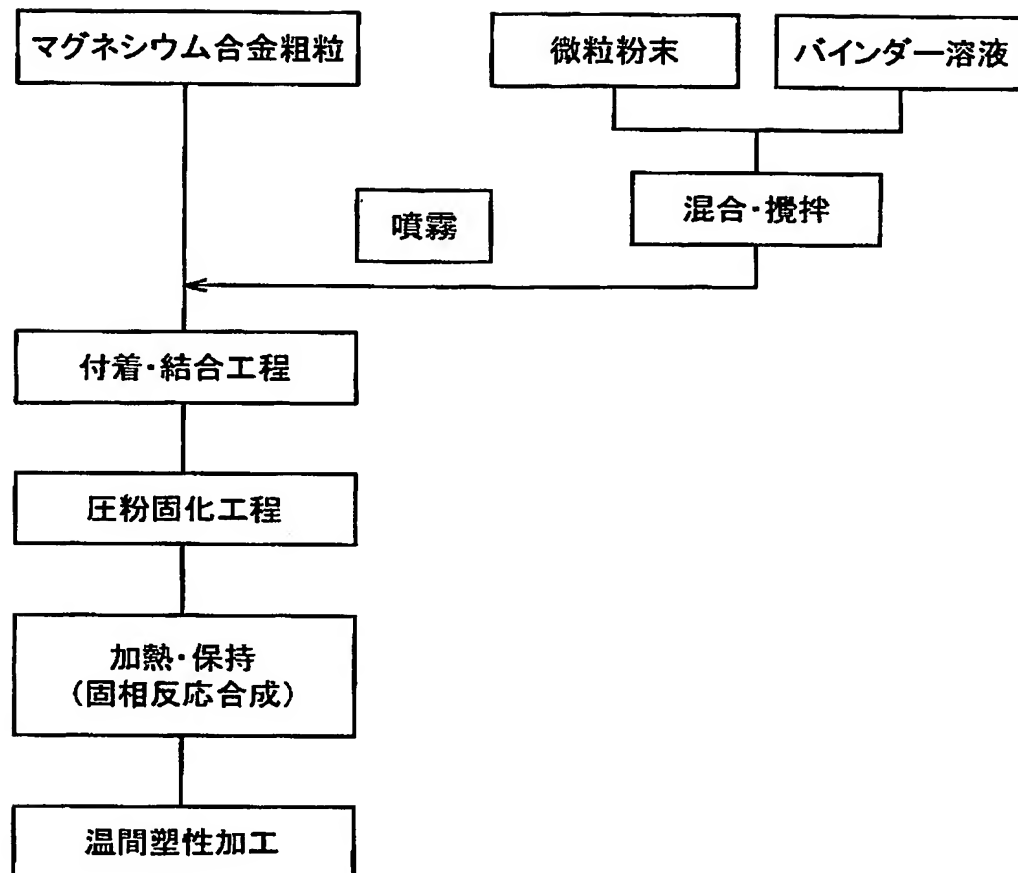 マグネシウム合金粗粒
微粒粉末
バインダー溶液
混合・攪拌
噴霧
付着・結合工程
圧粉固化工程
加熱・保持
(固相反応合成)
温間塑性加工